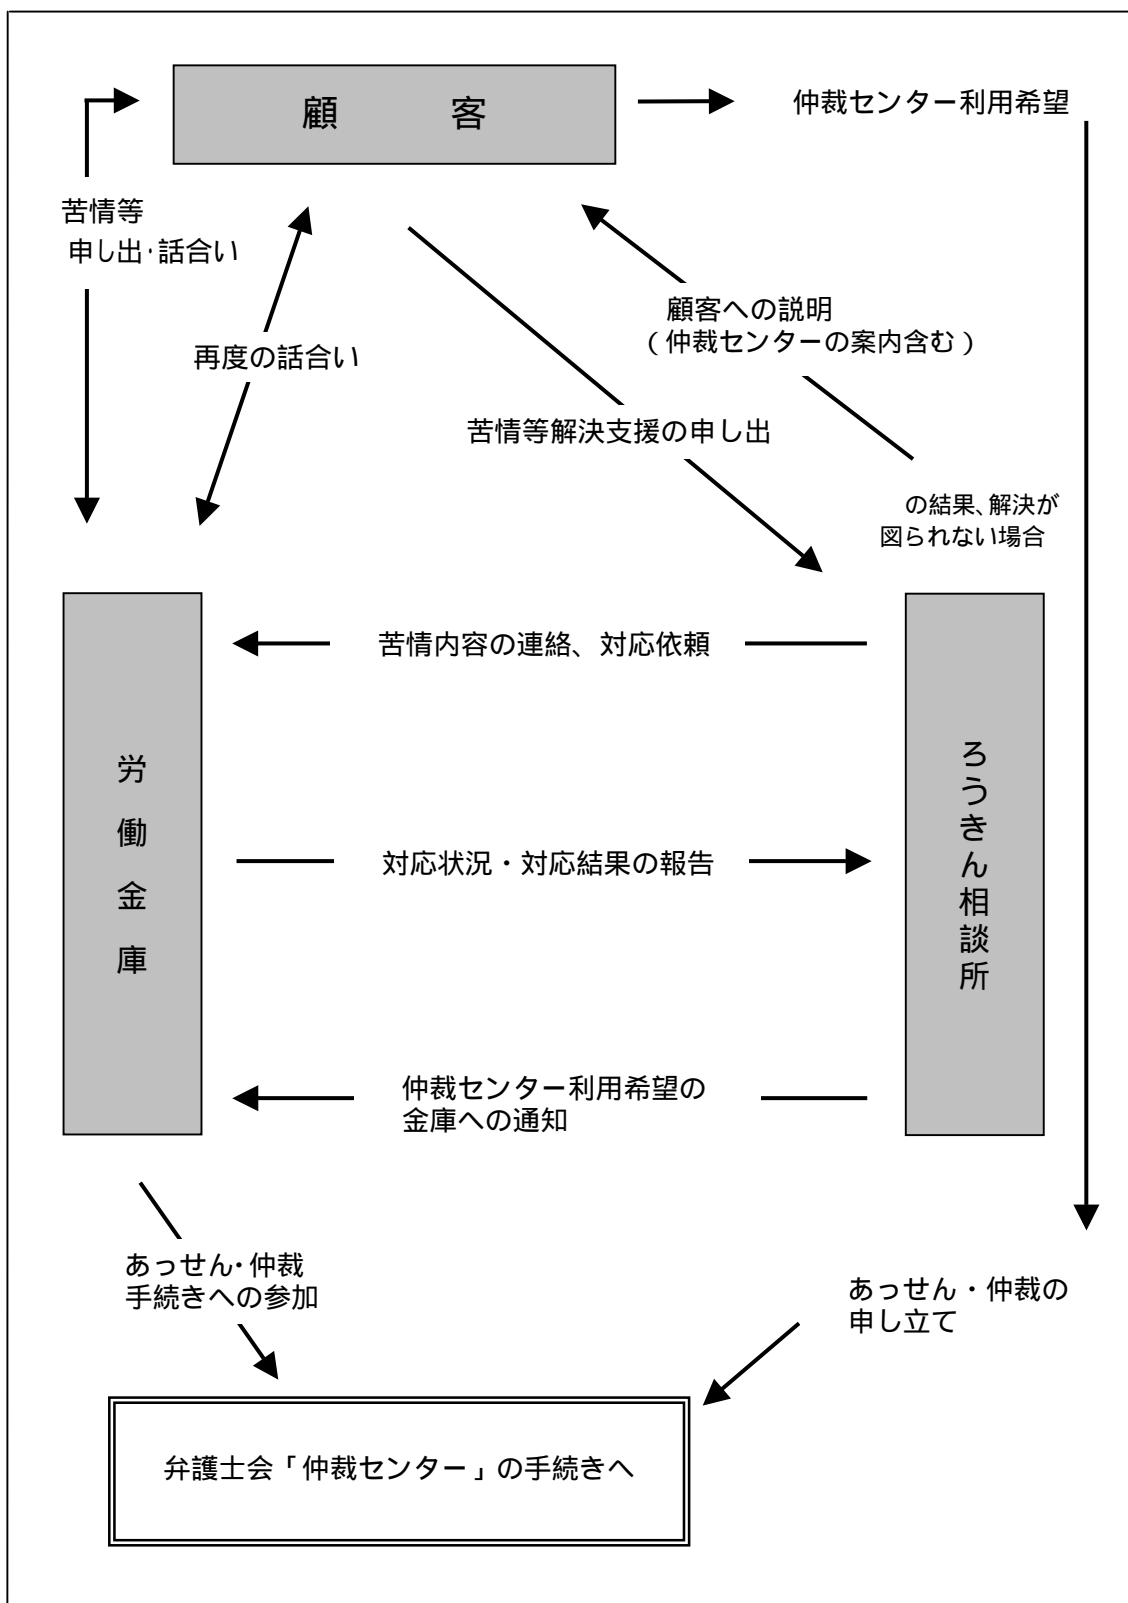 顧　客
仲裁センター利用希望
苦情等
申し出・話合い
顧客への説明
（仲裁センターの案内含む）
再度の話合い
苦情等解決支援の申し出
の結果、解決が
図られない場合
苦情内容の連絡、対応依頼
労働金庫
ろうきん相談所
対応状況・対応結果の報告
仲裁センター利用希望の
金庫への通知
あっせん・仲裁
手続きへの参加
あっせん・仲裁の
申し立て
弁護士会「仲裁センター」の手続きへ